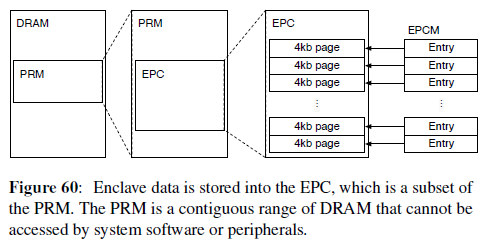 DRAM
PRM
PRM
EPC
EPC
4kb page
4kb page
4kb page
⋮
4kb page
4kb page
EPCM
Entry
Entry
Entry
⋮
Entry
Entry
Figure 60: Enclave data is stored into the EPC, which is a subset of
the PRM. The PRM is a contiguous range of DRAM that cannot be
accessed by system software or peripherals.